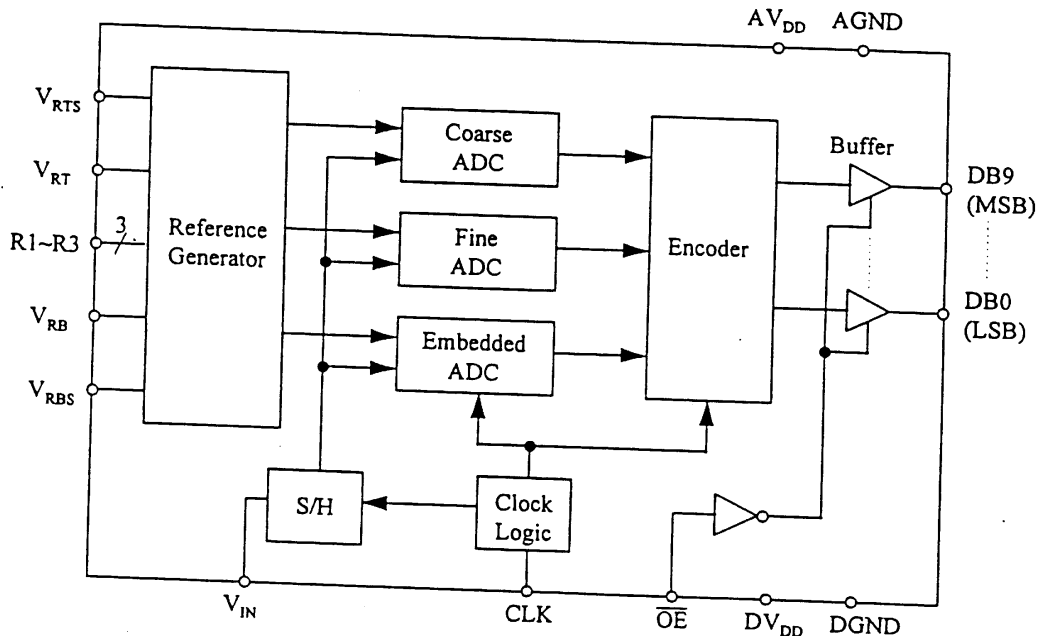 AV_DD AGND
V_RTS
V_RT
R1~R3
3
V_RB
V_RBS
Reference
Generator
Coarse
ADC
Fine
ADC
Embedded
ADC
Encoder
Buffer
DB9
(MSB)
DB0
(LSB)
S/H
Clock
Logic
V_IN
CLK
O̅E̅
DV_DD
DGND